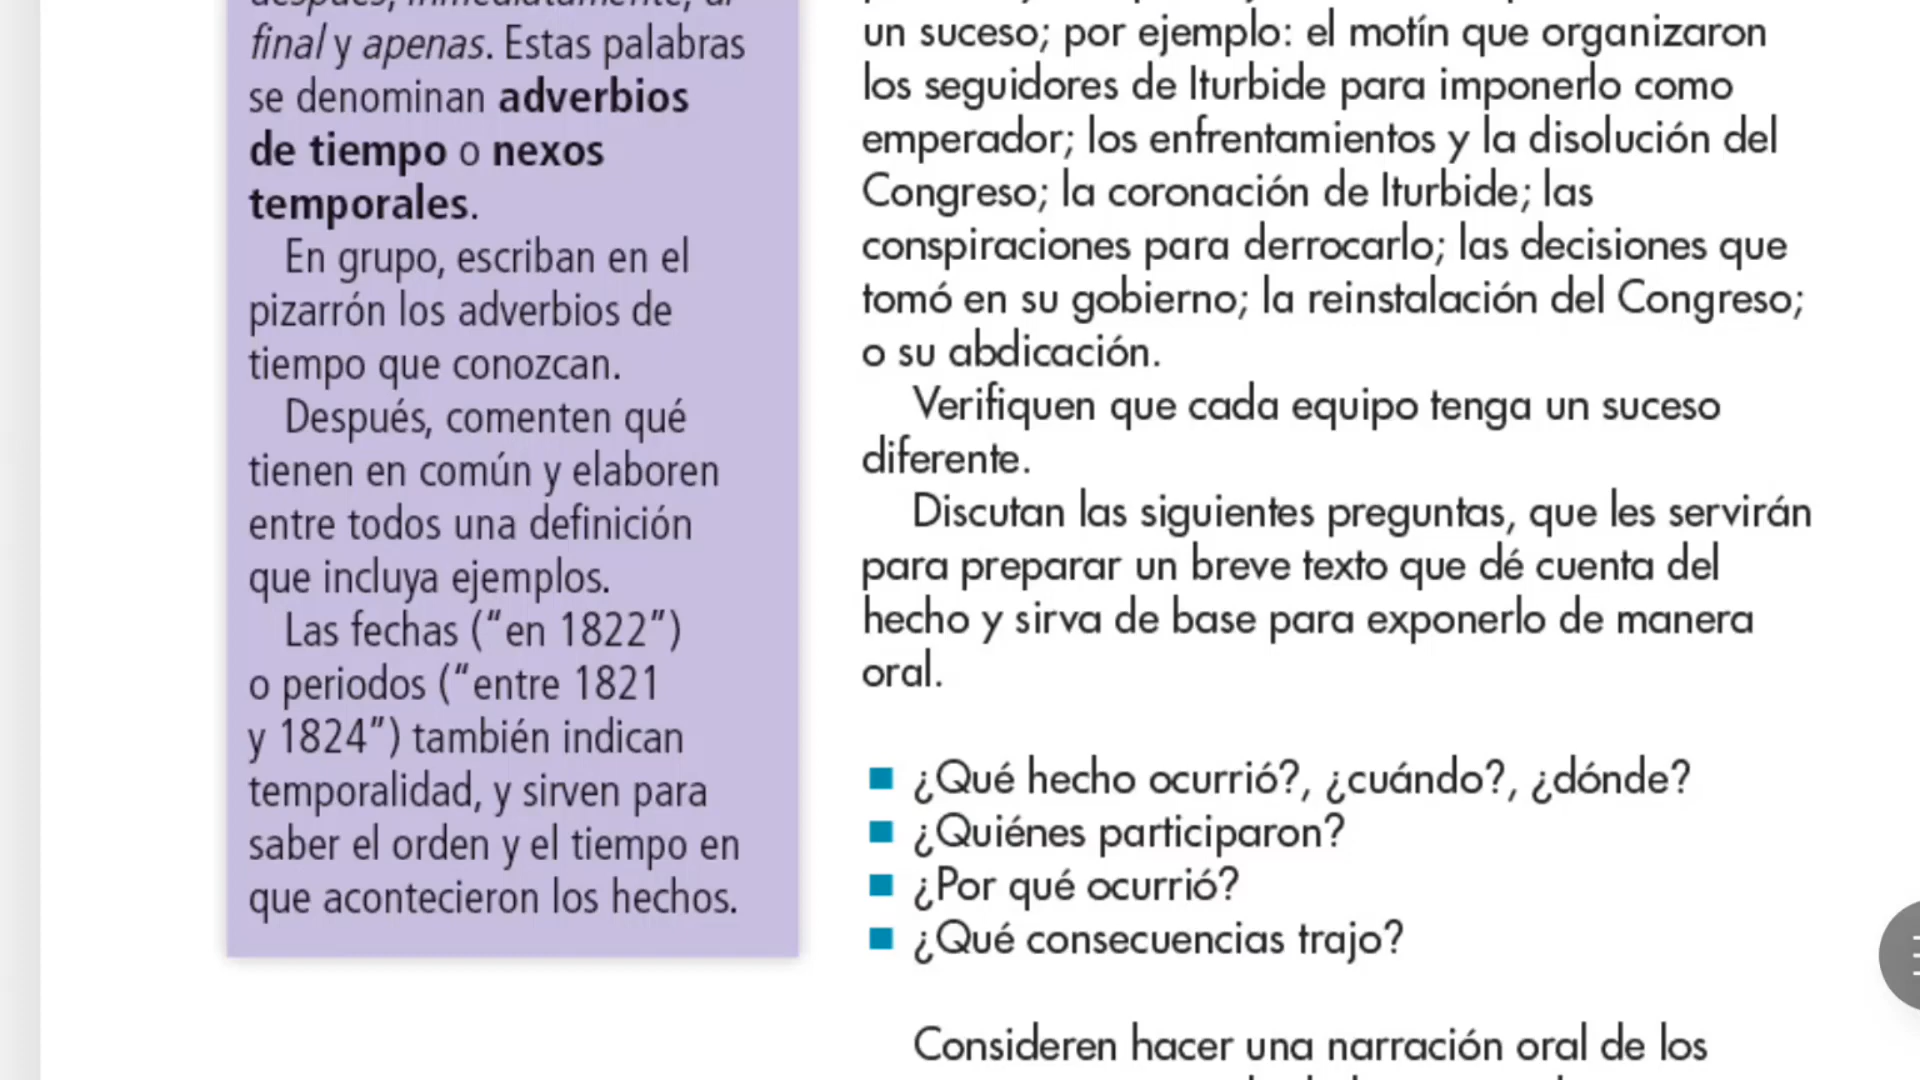 final y apenas. Estas palabras
se denominan adverbios
de tiempo o nexos
temporales.
En grupo, escriban en el
pizarrón los adverbios de
tiempo que conozcan.
Después, comenten qué
tienen en común y elaboren
entre todos una definición
que incluya ejemplos.
Las fechas (“en 1822”)
o periodos (“entre 1821
y 1824”) también indican
temporalidad, y sirven para
saber el orden y el tiempo en
que acontecieron los hechos.
un suceso; por ejemplo: el motín que organizaron
los seguidores de Iturbide para imponerlo como
emperador; los enfrentamientos y la disolución del
Congreso; la coronación de Iturbide; las
conspiraciones para derrocarlo; las decisiones que
tomó en su gobierno; la reinstalación del Congreso;
o su abdicación.
Verifiquen que cada equipo tenga un suceso
diferente.
Discutan las siguientes preguntas, que les servirán
para preparar un breve texto que dé cuenta del
hecho y sirva de base para exponerlo de manera
oral.
¿Qué hecho ocurrió?, ¿cuándo?, ¿dónde?
¿Quiénes participaron?
¿Por qué ocurrió?
¿Qué consecuencias trajo?
Consideren hacer una narración oral de los